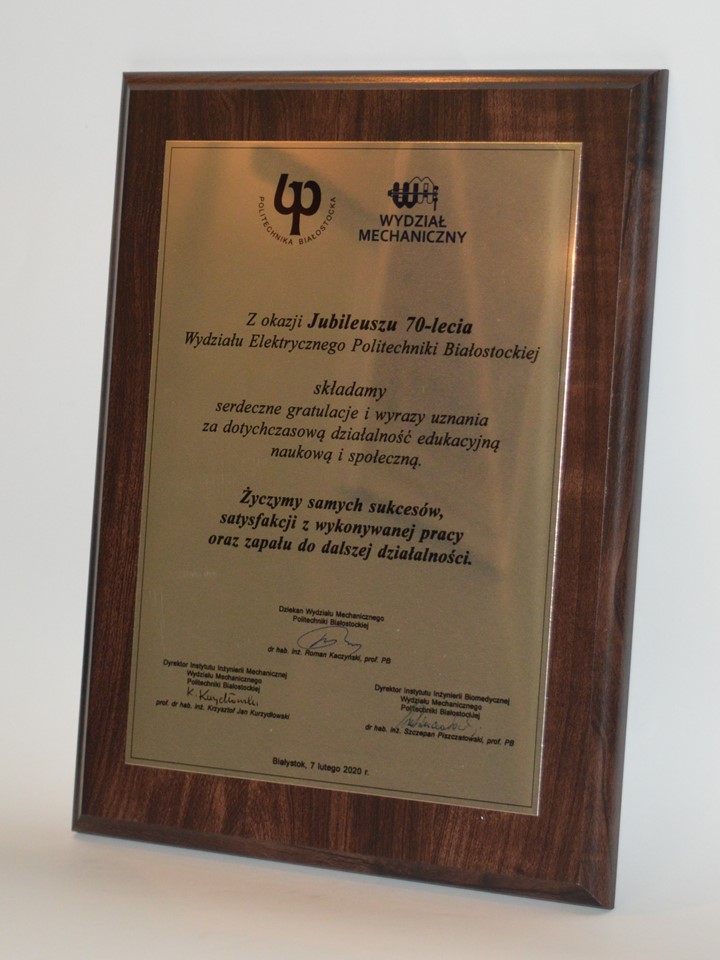 POLITECHNIKA BIAŁOSTOCKA
WYDZIAŁ
MECHANICZNY
Z okazji Jubileuszu 70-lecia
Wydziału Elektrycznego Politechniki Białostockiej
składamy
serdeczne gratulacje i wyrazy uznania
za dotychczasową działalność edukacyjną
naukową i społeczną.
Życzymy samych sukcesów,
satysfakcji z wykonywanej pracy
oraz zapału do dalszej działalności.
Dziekan Wydziału Mechanicznego
Politechniki Białostockiej
dr hab. inż. Roman Kaczyński, prof. PB
Dyrektor Instytutu Inżynierii Mechanicznej
Wydziału Mechanicznego
Politechniki Białostockiej
K. Kurzydłowski
prof. dr hab. inż. Krzysztof Jan Kurzydłowski
Dyrektor Instytutu Inżynierii Biomedycznej
Wydziału Mechanicznego
Politechniki Białostockiej
dr hab. inż. Szczepan Piszczatowski, prof. PB
Białystok, 7 lutego 2020 r.